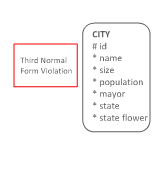 Third Normal
Form Violation
CITY
# id
* name
* size
* population
* mayor
* state
* state flower